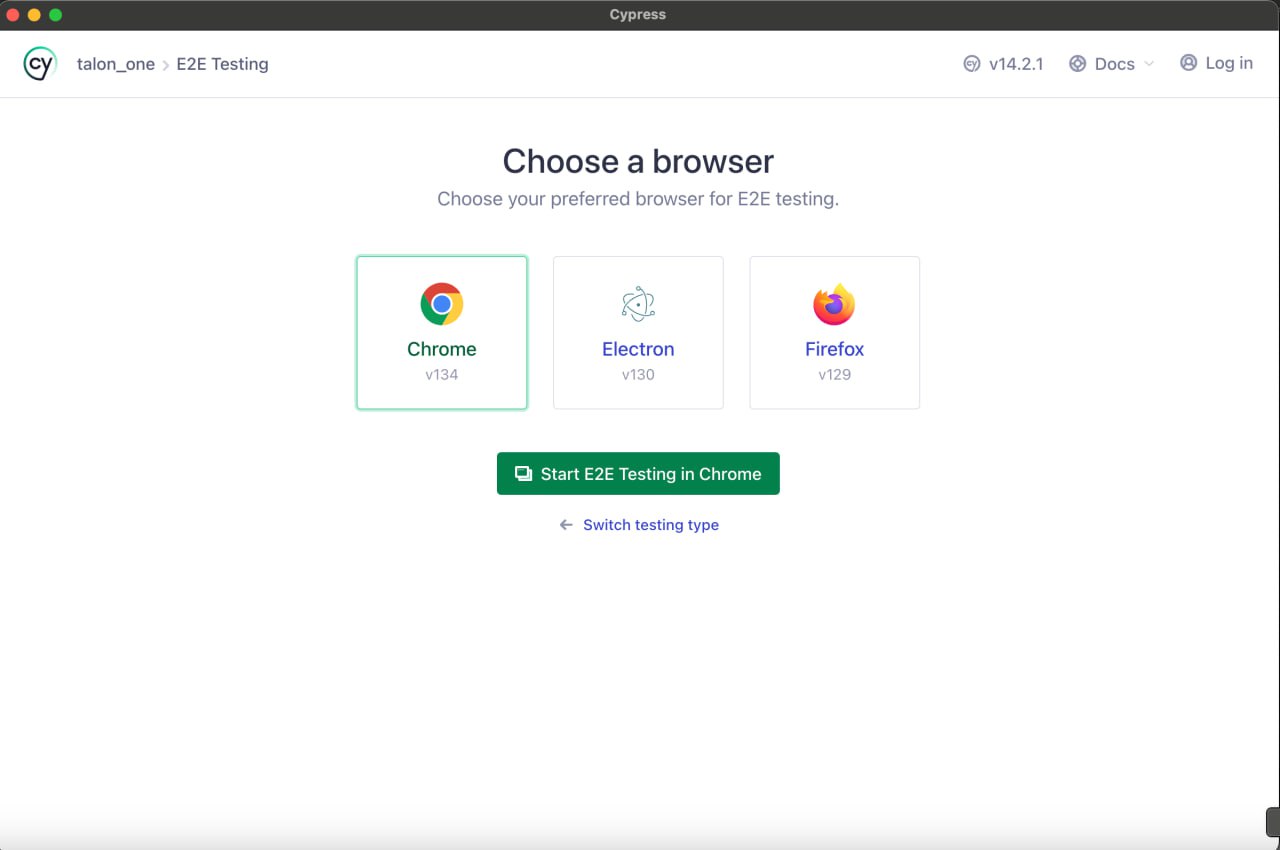 Cypress
cy talon_one E2E Testing
cy v14.2.1 Docs Log in
Choose a browser
Choose your preferred browser for E2E testing.
Chrome Electron Firefox
v134 v130 v129
Start E2E Testing in Chrome
Switch testing type